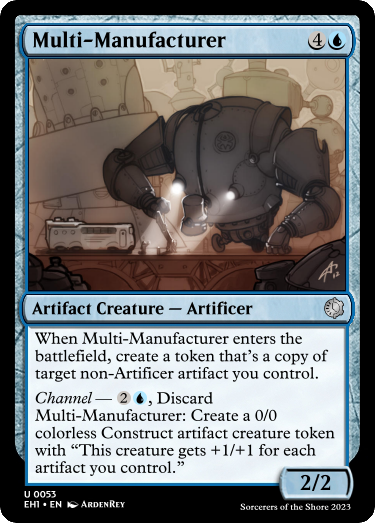 Multi-Manufacturer 4
Artifact Creature — Artificer
When Multi-Manufacturer enters the
battlefield, create a token that's a copy of
target non-Artificer artifact you control.
Channel — 2, Discard
Multi-Manufacturer: Create a 0/0
colorless Construct artifact creature token
with “This creature gets +1/+1 for each
artifact you control.”
2/2
U 0053
EH1 • EN ArdenRey
Sorcerers of the Shore 2023